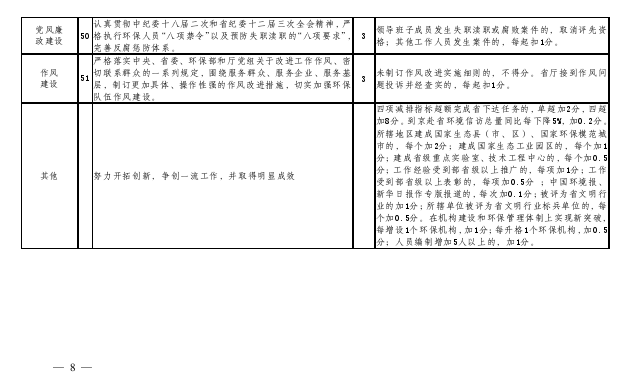 党风廉
政建设
50
认真贯彻中纪委十八届二次和省纪委十二届三次全会精神，严
格执行环保人员“八项禁令”以及预防失职渎职的“八项要求”，
完善反腐惩防体系。
3
领导班子成员发生失职渎职或腐败案件的，取消评先资
格；其他工作人员发生案件的，每起扣1分。
作风
建设
51
严格落实中央、省委、环保部和厅党组关于改进工作作风、密
切联系群众的一系列规定，围绕服务群众、服务企业、服务基
层，制订更加具体、操作性强的作风改进措施，切实加强环保
队伍作风建设。
3
未制订作风改进实施细则的，不得分。省厅接到作风问
题投诉并经查实的，每起扣1分。
其他
努力开拓创新，争创一流工作，并取得明显成效
四项减排指标超额完成省下达任务的，单超加2分，四超
加8分。到京赴省环境信访总量同比每下降5%，加0.2分。
所辖地区建成国家生态县（市、区）、国家环保模范城
市的，每个加2分；建成国家生态工业园区的，每个加1
分；建成省级重点实验室、技术工程中心的，每个加0.5
分；工作经验受到部省级以上推广的，每项加1分；工作
受到部省级以上表彰的，每项加0.5分；中国环境报、
新华日报作专版报道的，每次加0.1分；被评为省文明行
业的加1分；所辖单位被评为省文明行业标兵单位的，每
个加0.5分。在机构建设和环保管理体制上实现新突破，
每增设1个环保机构，加1分；每升格1个环保机构，加0.5
分；人员编制增加5人以上的，加1分。
— 8 —